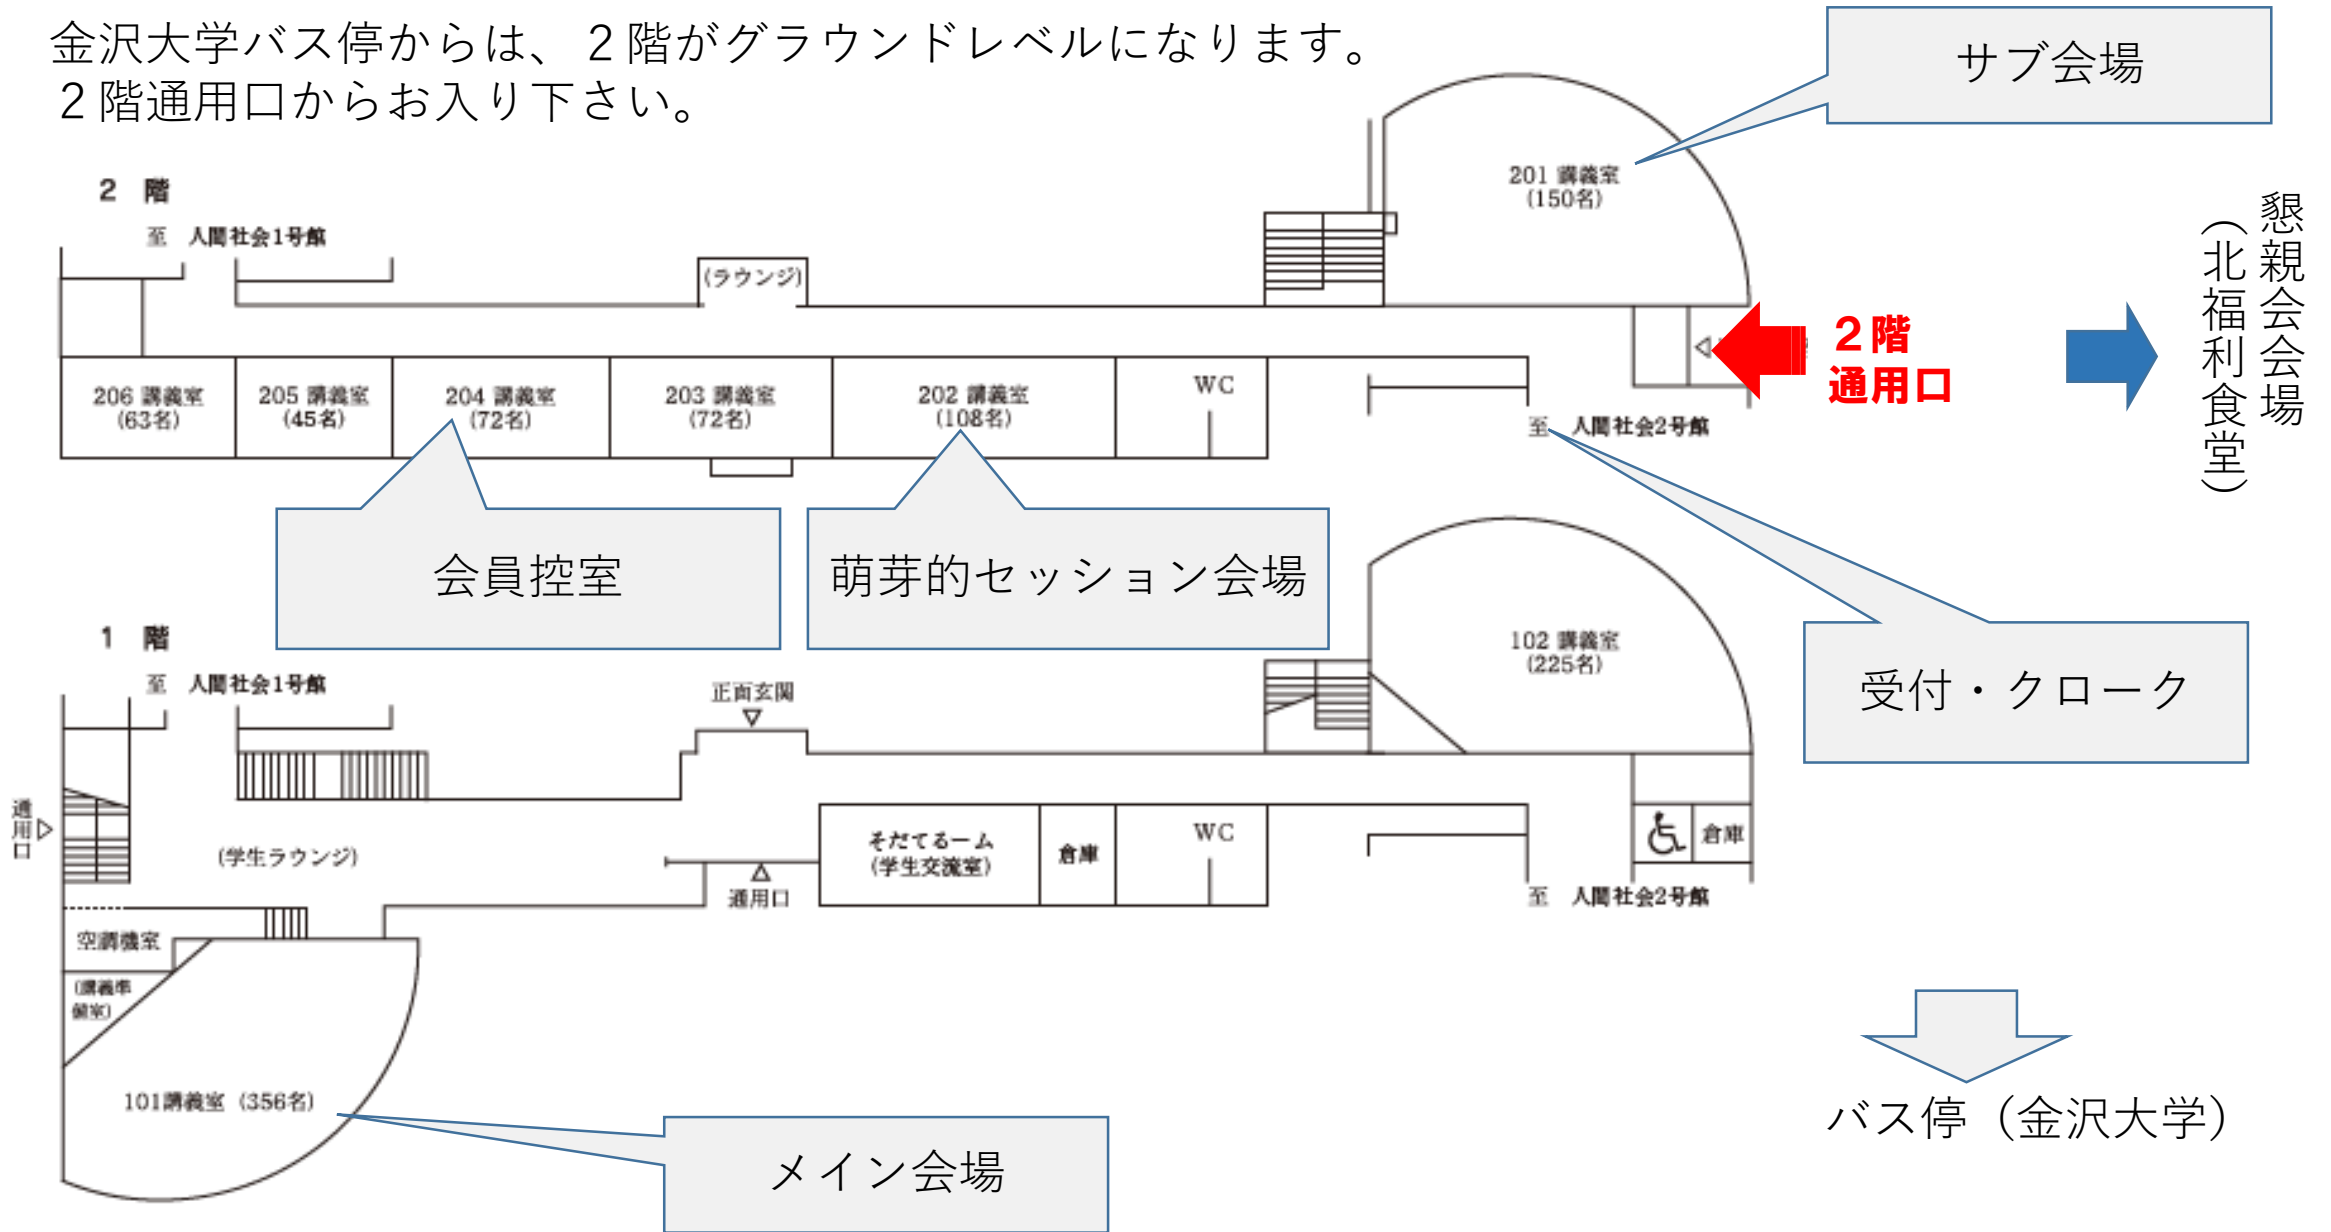 金沢大学バス停からは、２階がグラウンドレベルになります。
２階通用口からお入り下さい。
サブ会場
201 講義室
(150名)
2 階
至 人間社会1号館
(ラウンジ)
206 講義室
(63名)
205 講義室
(45名)
204 講義室
(72名)
203 講義室
(72名)
202 講義室
(108名)
WC
２階
通用口
至 人間社会2号館
懇親会会場
（北福利食堂）
会員控室
萌芽的セッション会場
受付・クローク
1 階
至 人間社会1号館
正面玄関
102 講義室
(225名)
通用口
(学生ラウンジ)
通用口
そだてるーム
(学生交流室)
倉庫
WC
倉庫
至 人間社会2号館
空調機室
(講義準
備室)
101講義室 (356名)
メイン会場
バス停（金沢大学）